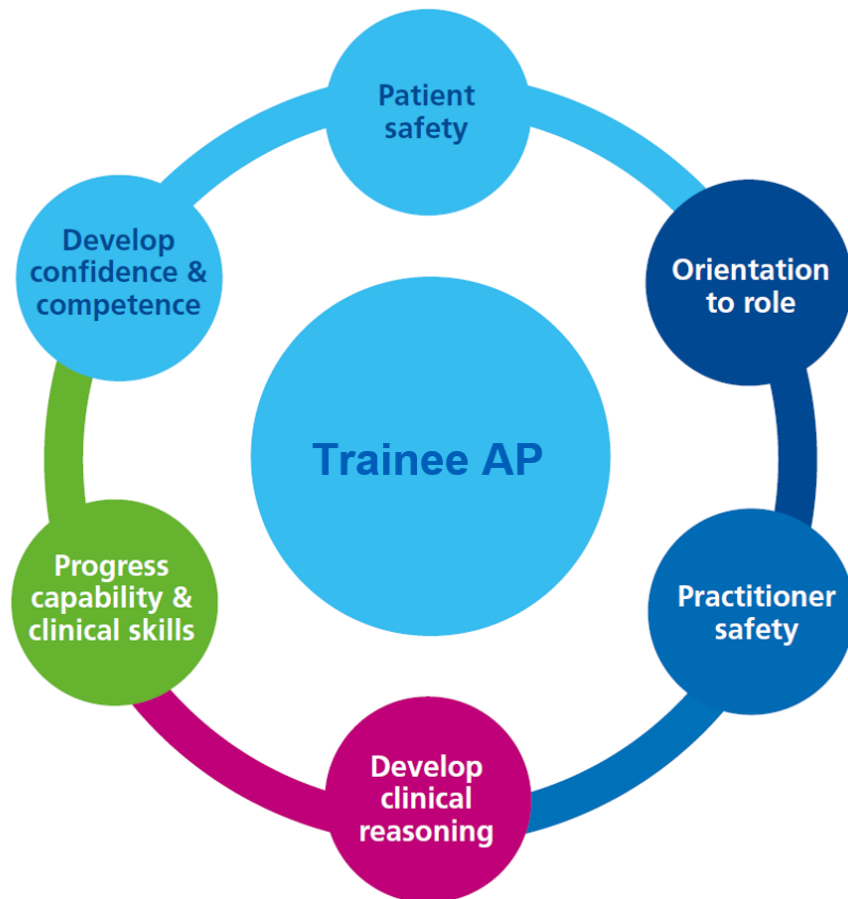 Patient
safety
Orientation
to role
Practitioner
safety
Develop
clinical
reasoning
Progress
capability &
clinical skills
Develop
confidence &
competence
Trainee AP